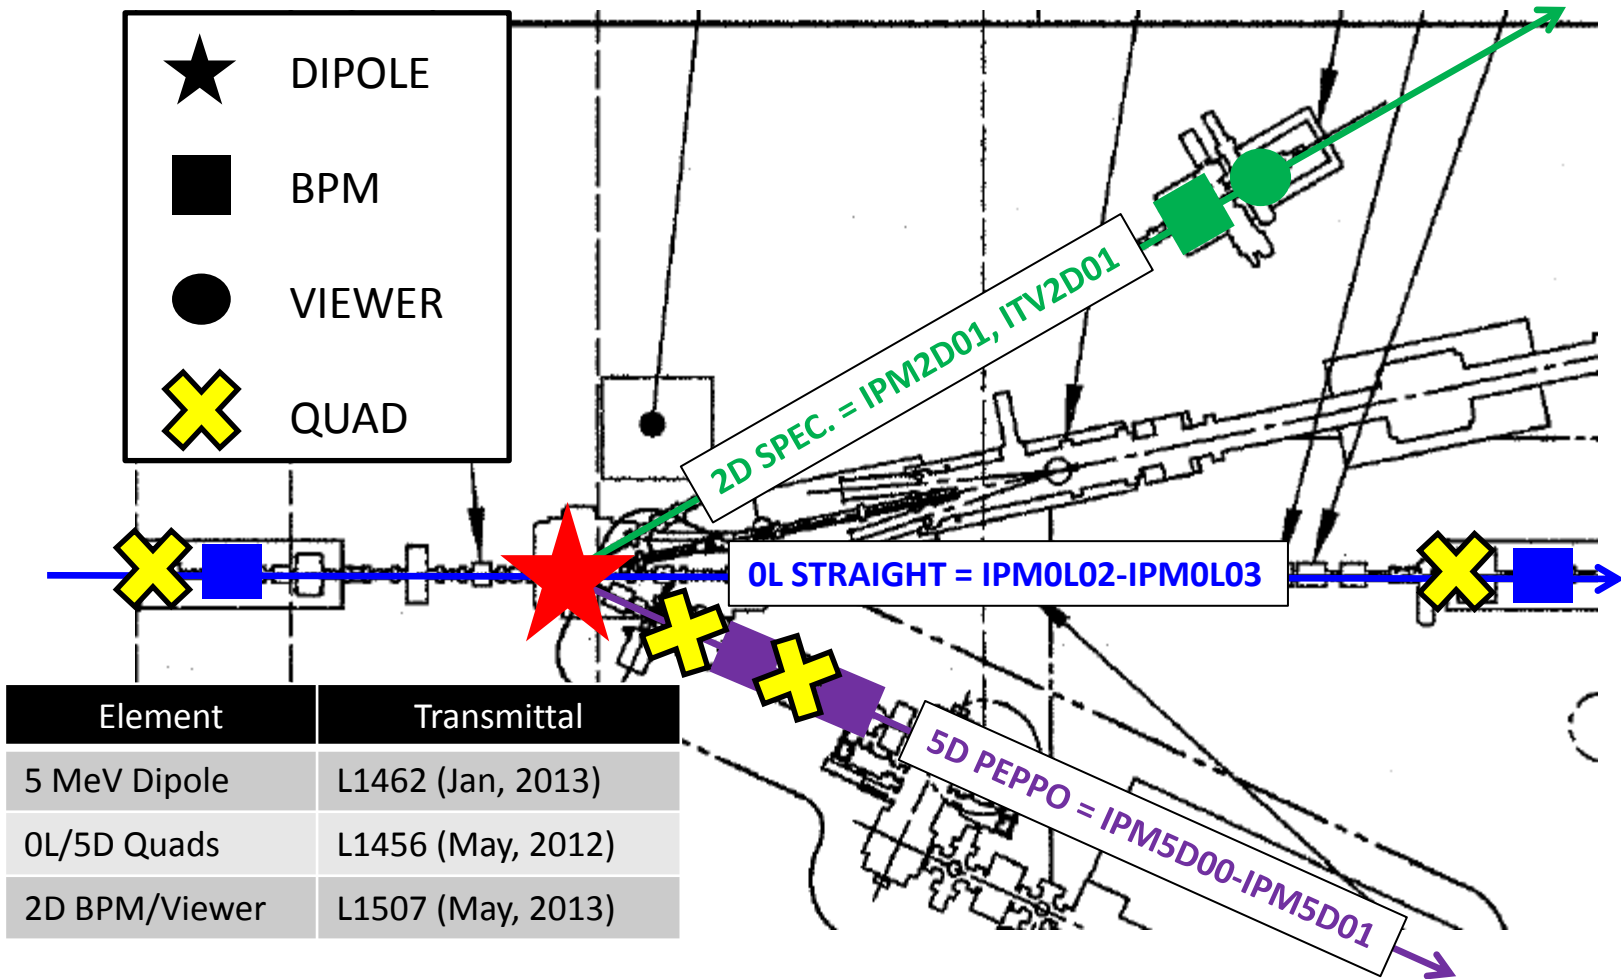 DIPOLE
BPM
VIEWER
QUAD
2D SPEC. = IPM2D01, ITV2D01
0L STRAIGHT = IPM0L02-IPM0L03
5D PEPPO = IPM5D00-IPM5D01
Element Transmittal
5 MeV Dipole L1462 (Jan, 2013)
0L/5D Quads L1456 (May, 2012)
2D BPM/Viewer L1507 (May, 2013)